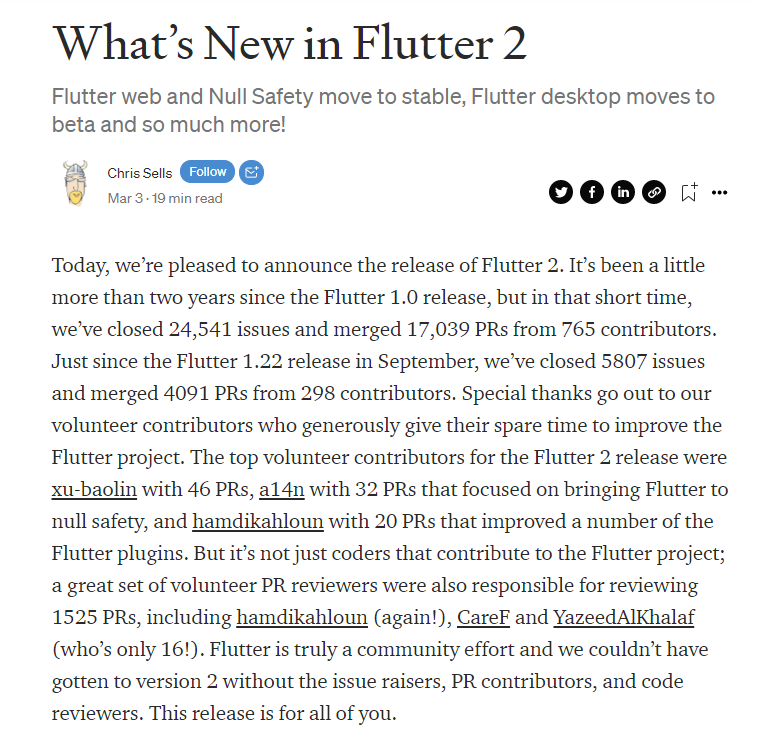 What’s New in Flutter 2
Flutter web and Null Safety move to stable, Flutter desktop moves to
beta and so much more!
Chris Sells Follow
Mar 3 · 19 min read
Today, we’re pleased to announce the release of Flutter 2. It’s been a little
more than two years since the Flutter 1.0 release, but in that short time,
we’ve closed 24,541 issues and merged 17,039 PRs from 765 contributors.
Just since the Flutter 1.22 release in September, we’ve closed 5807 issues
and merged 4091 PRs from 298 contributors. Special thanks go out to our
volunteer contributors who generously give their spare time to improve the
Flutter project. The top volunteer contributors for the Flutter 2 release were
xu-baolin with 46 PRs, a14n with 32 PRs that focused on bringing Flutter to
null safety, and hamdikahloun with 20 PRs that improved a number of the
Flutter plugins. But it’s not just coders that contribute to the Flutter project;
a great set of volunteer PR reviewers were also responsible for reviewing
1525 PRs, including hamdikahloun (again!), CareF and YazeedAlKhalaf
(who’s only 16!). Flutter is truly a community effort and we couldn’t have
gotten to version 2 without the issue raisers, PR contributors, and code
reviewers. This release is for all of you.